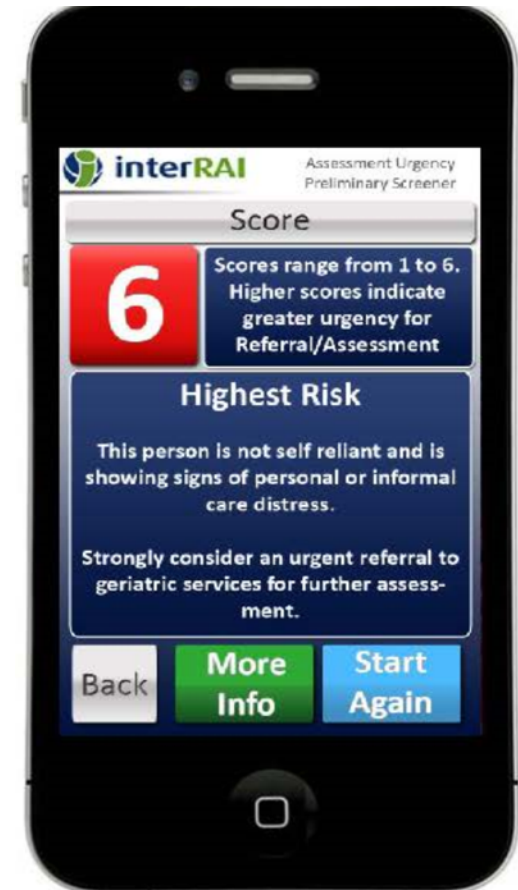 interRAI
Assessment Urgency
Preliminary Screener
Score
6
Scores range from 1 to 6.
Higher scores indicate
greater urgency for
Referral/Assessment
Highest Risk
This person is not self reliant and is
showing signs of personal or informal
care distress.
Strongly consider an urgent referral to
geriatric services for further assess-
ment.
Back
More
Info
Start
Again